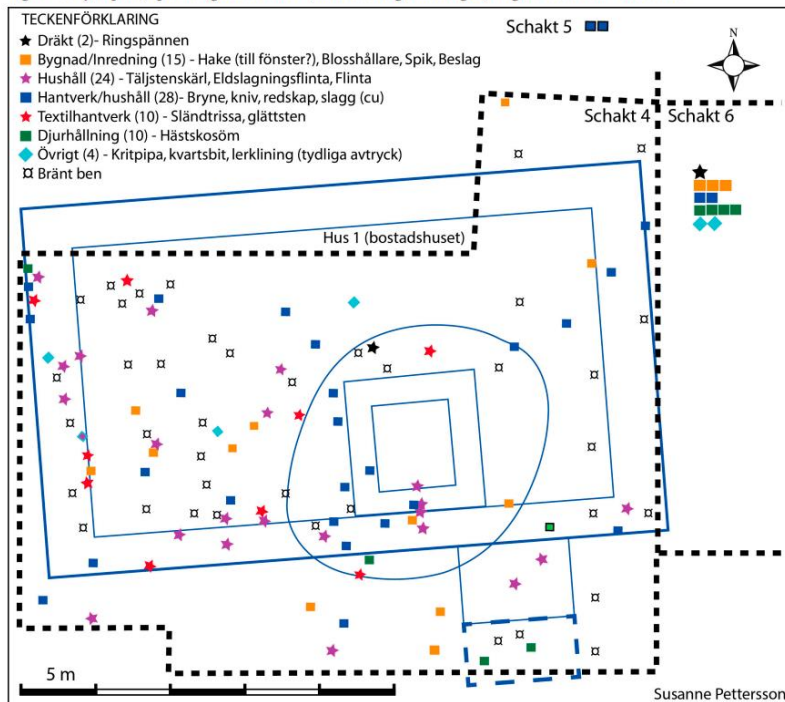 TECKENFÖRKLARING
Schakt 5
Dräkt (2)- Ringspännen
Bygnad/Inredning (15) - Hake (till fönster?), Blosshållare, Spik, Beslag
Hushåll (24) - Täljstenskärl, Eldslagningsflinta, Flinta
Hantverk/hushåll (28)- Bryne, kniv, redskap, slagg (cu)
Textilhantverk (10) - Sländtrissa, glättsten
Djurhållning (10) - Hästskosöm
Övrigt (4) - Kritpipa, kvartsbit, lerklining (tydliga avtryck)
Bränt ben
Schakt 4
Schakt 6
Hus 1 (bostadshuset)
5 m
Susanne Pettersson